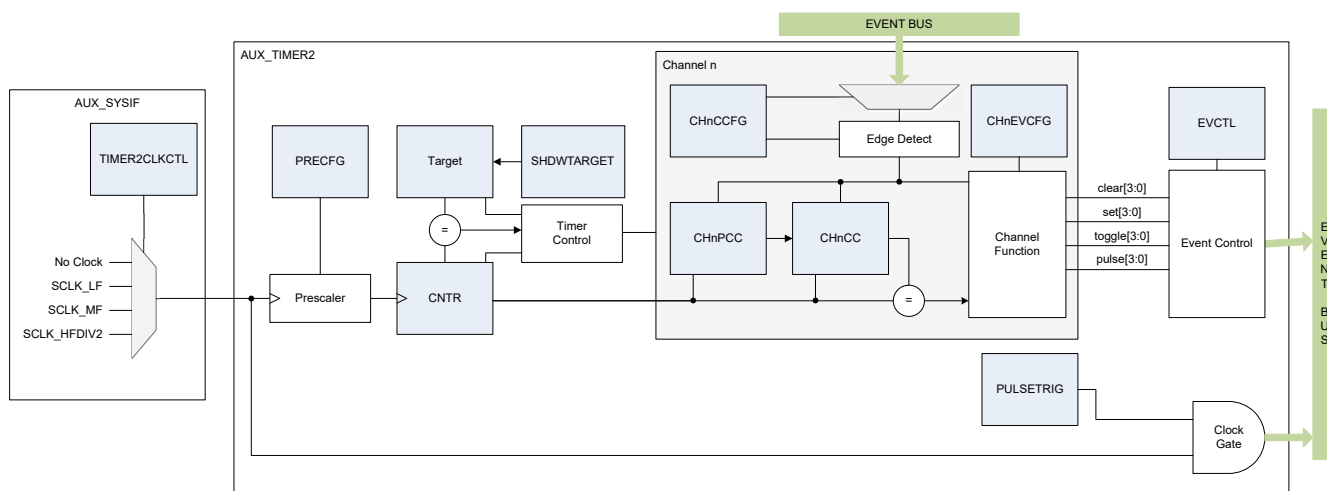 EVENT BUS
AUX_TIMER2
Channel n
AUX_SYSIF
TIMER2CLKCTL
No Clock
SCLK_LF
SCLK_MF
SCLK_HFDIV2
PRECFG
Prescaler
Target
SHDWTARGET
=
Timer
Control
CNTR
CHnCCFG
Edge Detect
CHnEVCFG
CHnPCC
CHnCC
=
Channel
Function
clear[3:0]
set[3:0]
toggle[3:0]
pulse[3:0]
EVCTL
Event Control
PULSETRIG
Clock
Gate
E
V
E
N
T
B
U
S